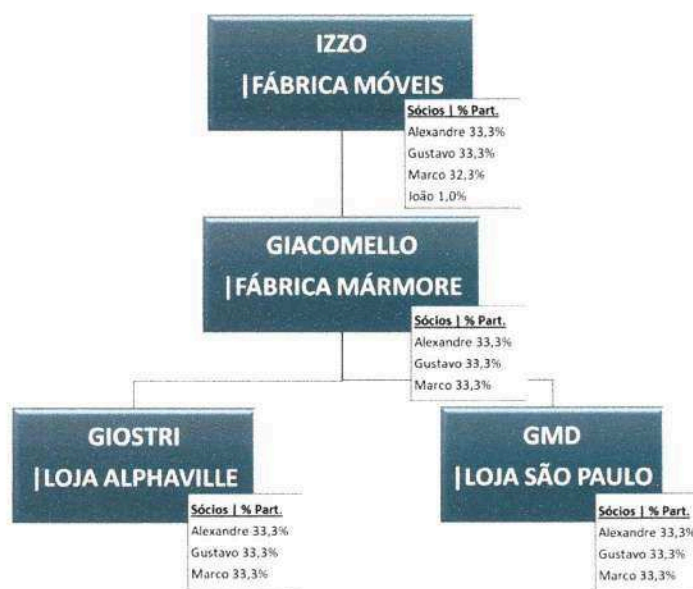 IZZO
|FÁBRICA MÓVEIS
Sócios | % Part.
Alexandre 33,3%
Gustavo 33,3%
Marco 32,3%
João 1,0%
GIACOMELLO
|FÁBRICA MÁRMORE
Sócios | % Part.
Alexandre 33,3%
Gustavo 33,3%
Marco 33,3%
GIOSTRI
|LOJA ALPHAVILLE
Sócios | % Part.
Alexandre 33,3%
Gustavo 33,3%
Marco 33,3%
GMD
|LOJA SÃO PAULO
Sócios | % Part.
Alexandre 33,3%
Gustavo 33,3%
Marco 33,3%